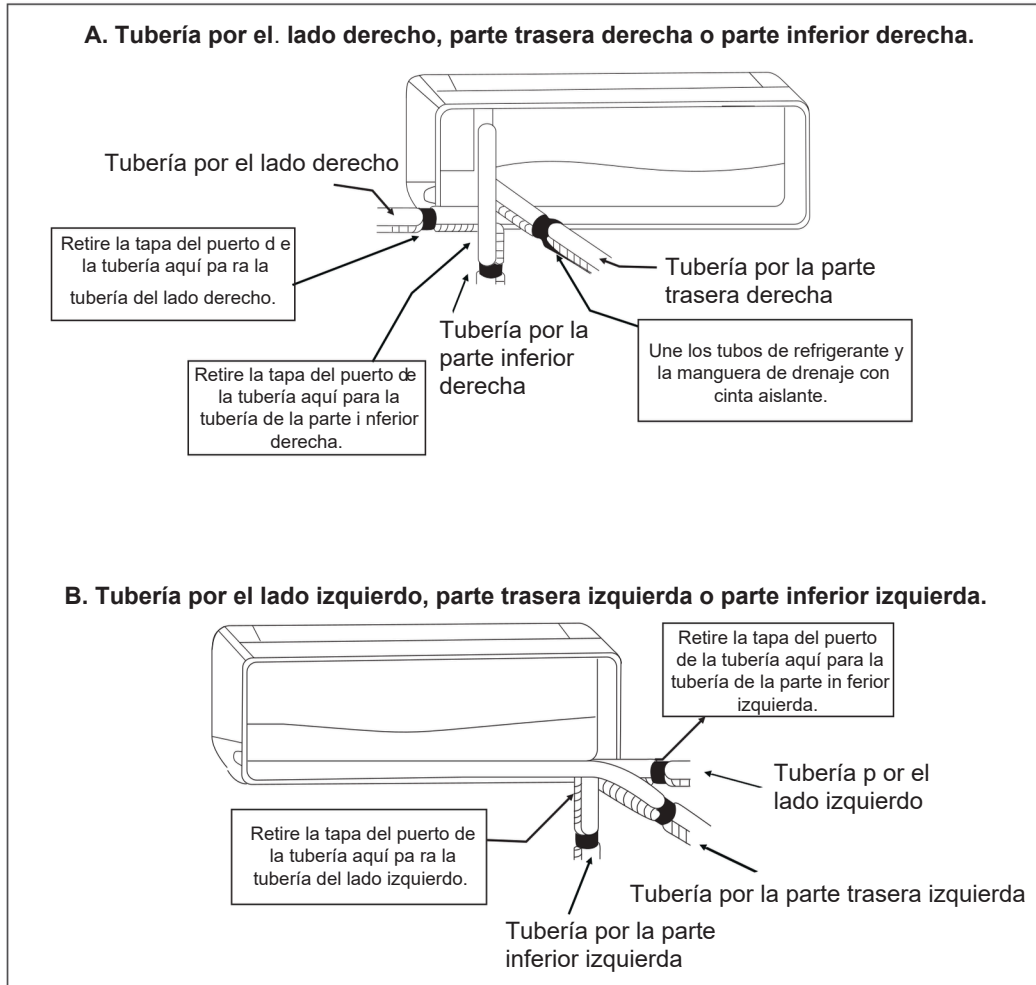 A. Tubería por el. lado derecho, parte trasera derecha o parte inferior derecha.
Tubería por el lado derecho
Retire la tapa del puerto d e
la tubería aquí pa ra la
tubería del lado derecho.
Tubería por la parte
trasera derecha
Tubería por la
parte inferior
derecha
Une los tubos de refrigerante y
la manguera de drenaje con
cinta aislante.
Retire la tapa del puerto de
la tubería aquí para la
tubería de la parte i nferior
derecha.
B. Tubería por el lado izquierdo, parte trasera izquierda o parte inferior izquierda.
Retire la tapa del puerto
de la tubería aquí para la
tubería de la parte in ferior
izquierda.
Tubería p or el
lado izquierdo
Retire la tapa del puerto de
la tubería aquí pa ra la
tubería del lado izquierdo.
Tubería por la parte trasera izquierda
Tubería por la parte
inferior izquierda